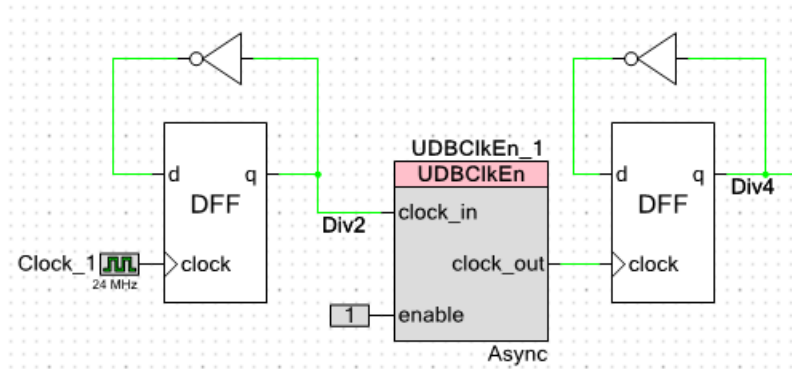 UDBClkEn_1
UDBClkEn
d q
DFF
clock
Clock_1
24 MHz
Div2
clock_in
clock_out
1
enable
Async
d q
DFF
clock
Div4